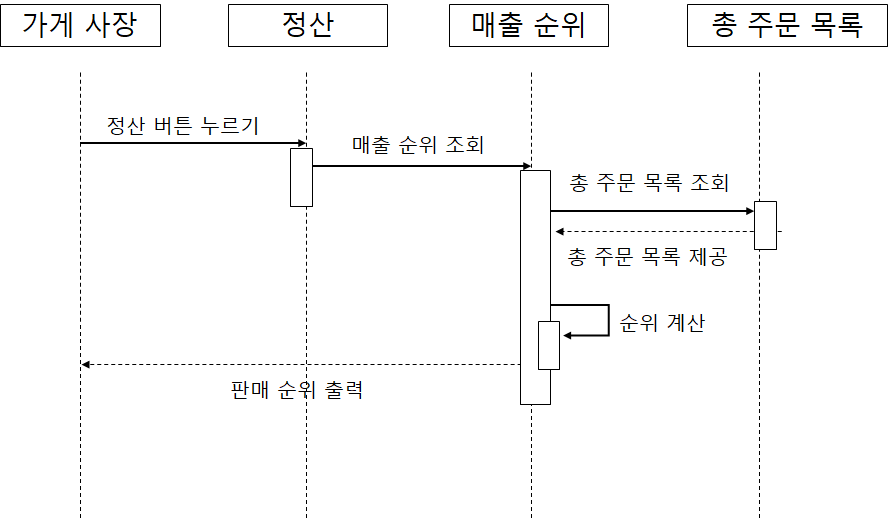 가게 사장
정산
매출 순위
총 주문 목록
정산 버튼 누르기
매출 순위 조회
총 주문 목록 조회
총 주문 목록 제공
순위 계산
판매 순위 출력